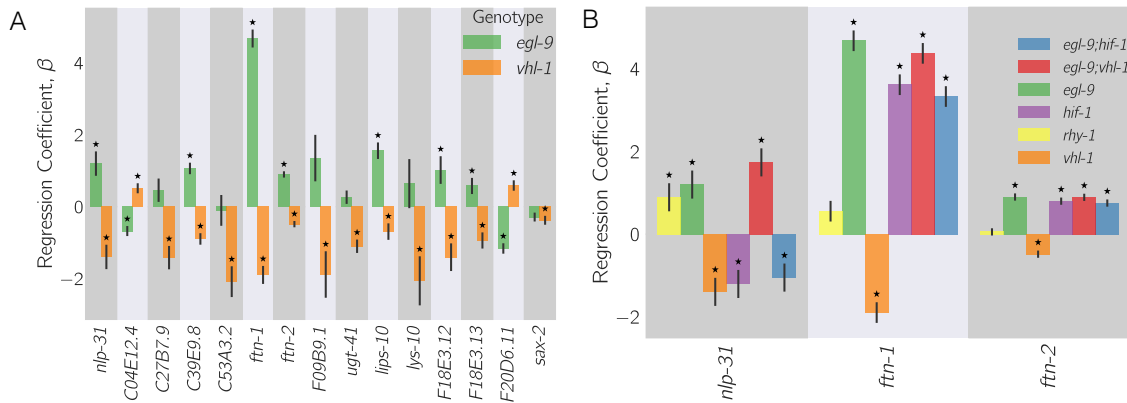 A
Genotype
egl-9
vhl-1
Regression Coefficient, β
4
2
0
−2
nlp-31
C04E12.4
C27B7.9
C39E9.8
C53A3.2
ftn-1
ftn-2
F09B9.1
ugt-41
lips-10
lys-10
F18E3.12
F18E3.13
F20D6.11
sax-2
B
egl-9;hif-1
egl-9;vhl-1
egl-9
hif-1
rhy-1
vhl-1
Regression Coefficient, β
4
2
0
−2
nlp-31
ftn-1
ftn-2